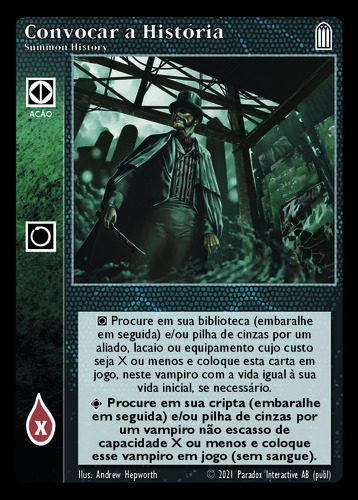 Convocar a História
Summon History
AÇÃO
Procure em sua biblioteca (embaralhe
em seguida) e/ou pilha de cinzas por um
aliado, lacaio ou equipamento cujo custo
seja X ou menos e coloque esta carta em
jogo, neste vampiro com a vida igual à sua
vida inicial, se necessário.
Procure em sua cripta (embaralhe
em seguida) e/ou pilha de cinzas por
um vampiro não escasso de
capacidade X ou menos e coloque
esse vampiro em jogo (sem sangue).
X
Ilus. Andrew Hepworth © 2021 Paradox Interactive AB (publ)